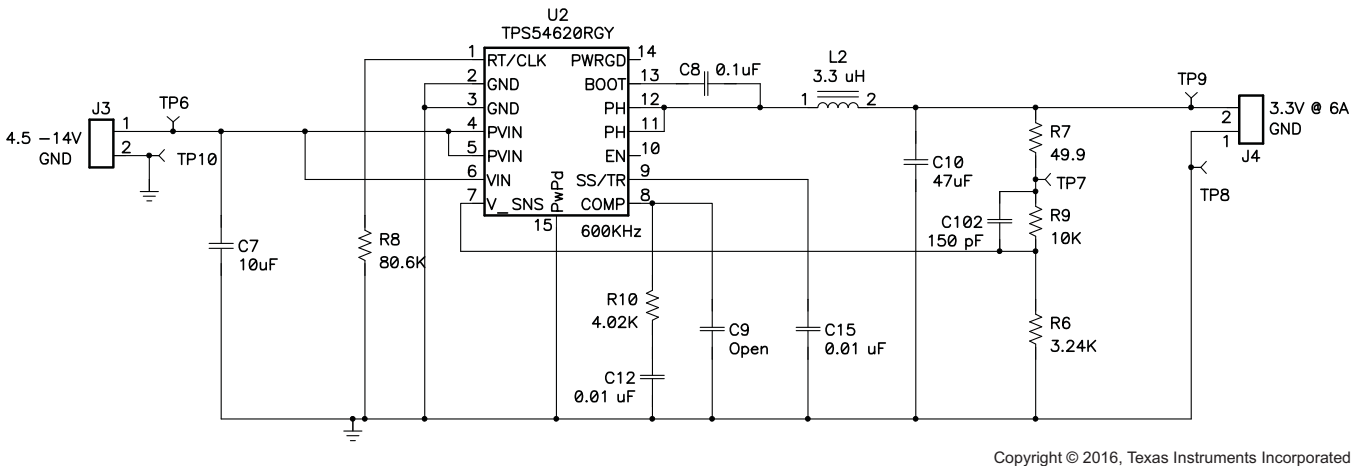 U2
TPS54620RGY
1
RT/CLK
PWRGD
14
2
GND
BOOT
13
C8
0.1uF
L2
3.3 uH
3
GND
PH
12
1
2
TP9
J3
TP6
1
4
PVIN
PH
11
4.5 –14V
GND
2
TP10
5
PVIN
EN
10
6
VIN
SS/TR
9
7
V_SNS
PwPd
COMP
8
15
600KHz
R7
49.9
TP7
C10
47uF
C102
150 pF
R9
10K
2
3.3V @ 6A
GND
1
J4
TP8
C7
10uF
R8
80.6K
R10
4.02K
C9
Open
C15
0.01 uF
R6
3.24K
C12
0.01 uF
Copyright © 2016, Texas Instruments Incorporated